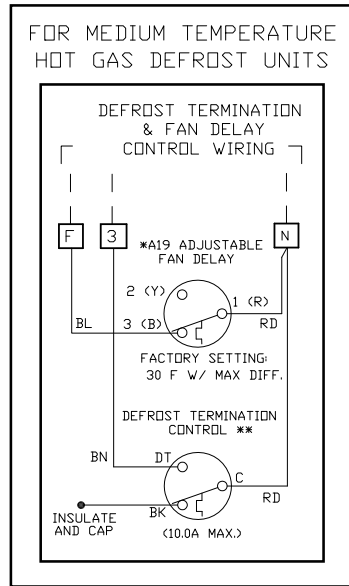 FOR MEDIUM TEMPERATURE
HOT GAS DEFROST UNITS
DEFROST TERMINATION
& FAN DELAY
CONTROL WIRING
F
3
N
*A19 ADJUSTABLE
FAN DELAY
2 (Y)
1 (R)
3 (B)
BL
RD
FACTORY SETTING:
30 F W/ MAX DIFF.
DEFROST TERMINATION
CONTROL **
BN
DT
C
BK
RD
INSULATE
AND CAP
(10.0A MAX.)